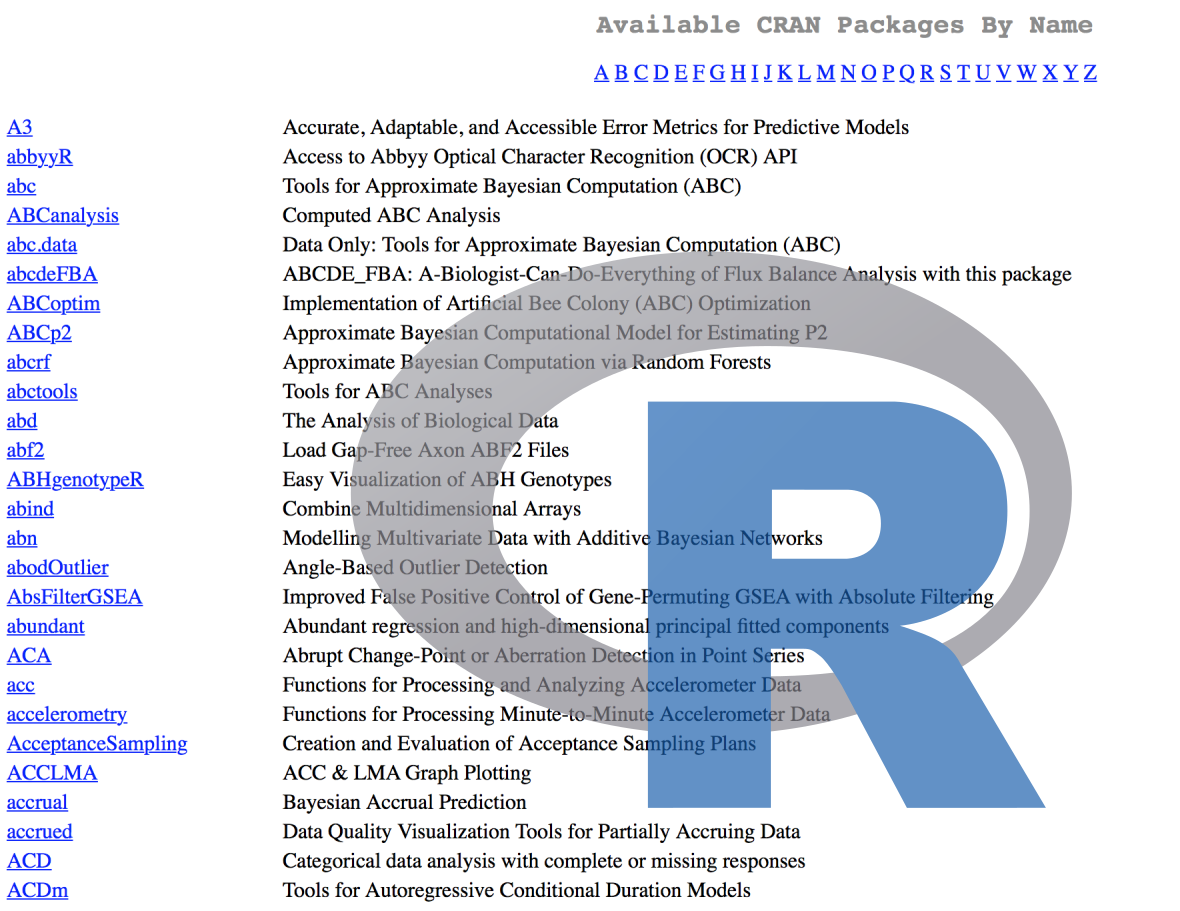 Available CRAN Packages By Name
A B C D E F G H I J K L M N O P Q R S T U V W X Y Z
A3 Accurate, Adaptable, and Accessible Error Metrics for Predictive Models
abbyyR Access to Abbyy Optical Character Recognition (OCR) API
abc Tools for Approximate Bayesian Computation (ABC)
ABCanalysis Computed ABC Analysis
abc.data Data Only: Tools for Approximate Bayesian Computation (ABC)
abcdeFBA ABCDE_FBA: A-Biologist-Can-Do-Everything of Flux Balance Analysis with this package
ABCoptim Implementation of Artificial Bee Colony (ABC) Optimization
ABCp2 Approximate Bayesian Computational Model for Estimating P2
abcrf Approximate Bayesian Computation via Random Forests
abctools Tools for ABC Analyses
abd The Analysis of Biological Data
abf2 Load Gap-Free Axon ABF2 Files
ABHgenotypeR Easy Visualization of ABH Genotypes
abind Combine Multidimensional Arrays
abn Modelling Multivariate Data with Additive Bayesian Networks
abodOutlier Angle-Based Outlier Detection
AbsFilterGSEA Improved False Positive Control of Gene-Permuting GSEA with Absolute Filtering
abundant Abundant regression and high-dimensional principal fitted components
ACA Abrupt Change-Point or Aberration Detection in Point Series
acc Functions for Processing and Analyzing Accelerometer Data
accelerometry Functions for Processing Minute-to-Minute Accelerometer Data
AcceptanceSampling Creation and Evaluation of Acceptance Sampling Plans
ACCLMA ACC & LMA Graph Plotting
accrual Bayesian Accrual Prediction
accrued Data Quality Visualization Tools for Partially Accruing Data
ACD Categorical data analysis with complete or missing responses
ACDm Tools for Autoregressive Conditional Duration Models
R